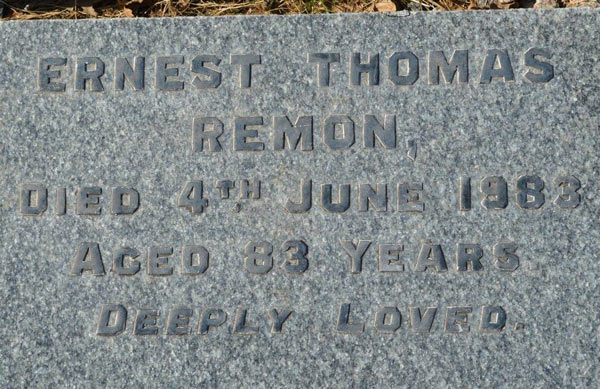 ERNEST THOMAS
REMON,
DIED 4TH JUNE 1983
AGED 83 YEARS
DEEPLY LOVED.